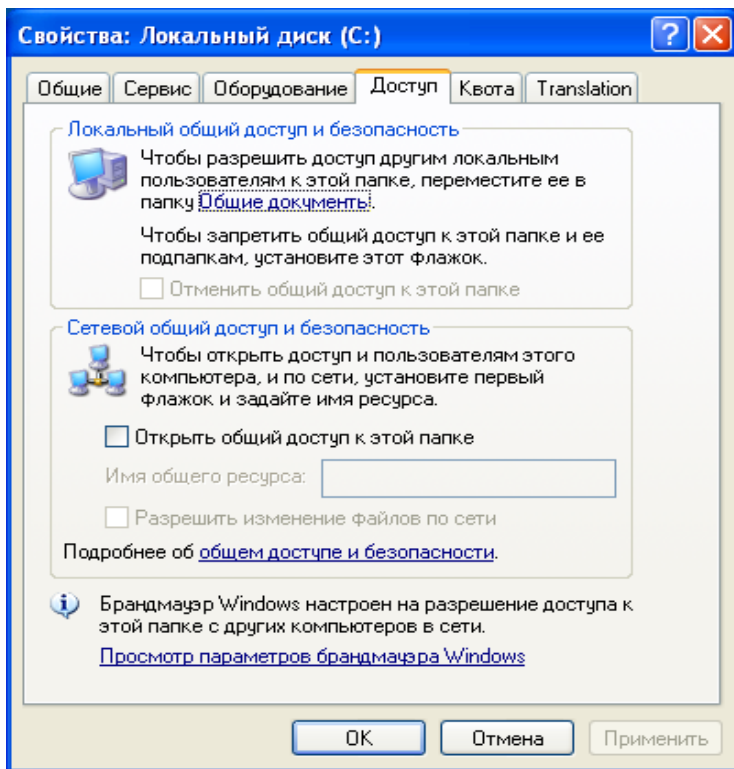 Свойства: Локальный диск (C:)
Общие Сервис Оборудование Доступ Квота Translation
Локальный общий доступ и безопасность
Чтобы разрешить доступ другим локальным
пользователям к этой папке, переместите ее в
папку Общие документы.
Чтобы запретить общий доступ к этой папке и ее
подпапкам, установите этот флажок.
Отменить общий доступ к этой папке
Сетевой общий доступ и безопасность
Чтобы открыть доступ и пользователям этого
компьютера, и по сети, установите первый
флажок и задайте имя ресурса.
Открыть общий доступ к этой папке
Имя общего ресурса:
Разрешить изменение файлов по сети
Подробнее об общем доступе и безопасности.
Брандмауэр Windows настроен на разрешение доступа к
этой папке с других компьютеров в сети.
Просмотр параметров брандмауэра Windows
OK Отмена Применить